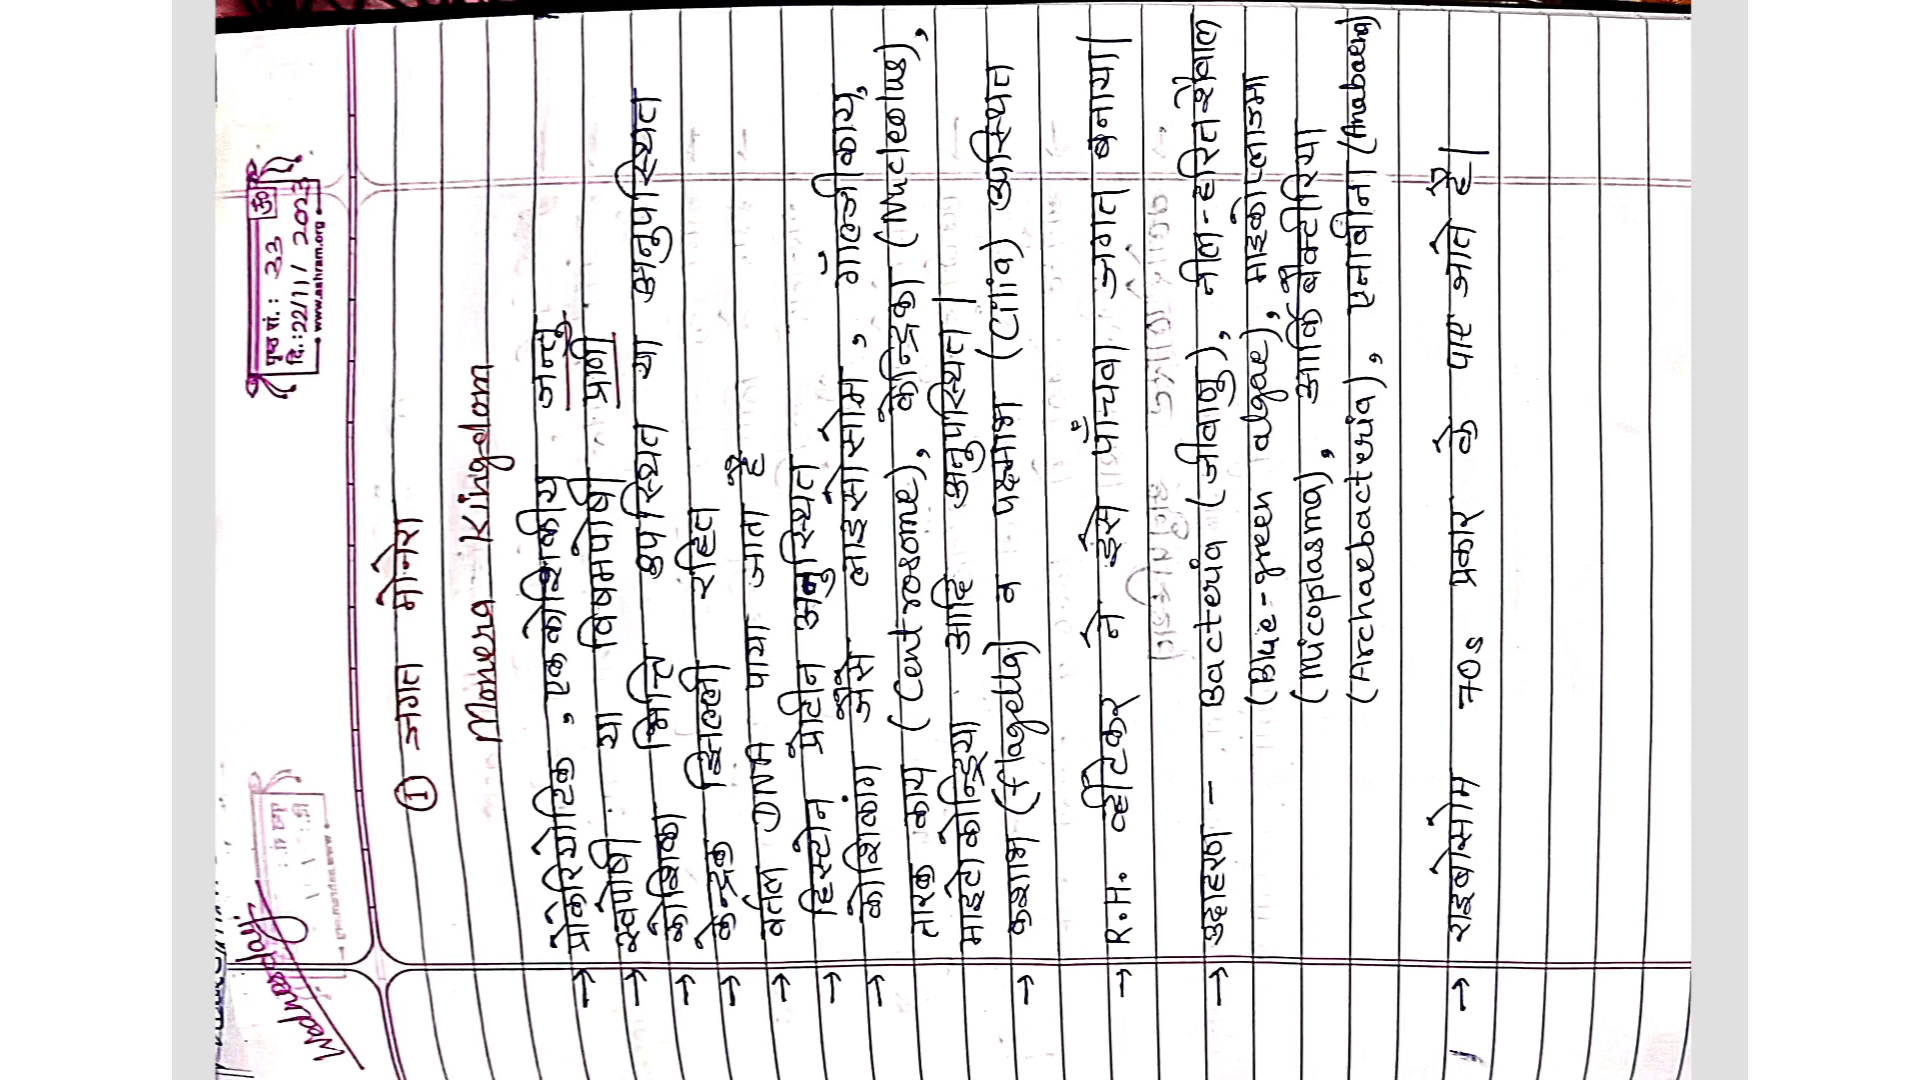 Wednesday
पृष्ठ सं.: 23 ॐ
दि.: 22/11/2023
www.ashram.org
① जगत मोनेरा
Monera Kingdom
→ प्रोकेरियोटिक, एककोशिकीय जन्तु
→ स्वपोषी या विषमपोषी प्राणी
→ कोशिका भित्ति उपस्थित या अनुपस्थित
→ केन्द्रक झिल्ली रहित
→ वर्तुल DNA पाया जाता है
→ हिस्टोन प्रोटीन अनुपस्थित
→ कोशिकांग जैसे लाइसोसोम, गॉल्जीकाय,
तारक काय (Centrosome), केन्द्रिका (Nucleolus),
माइटोकोन्ड्रिया आदि अनुपस्थित।
→ कशाभ (flagella) व पक्ष्माभ (Cilia) उपस्थित
→ R.H. व्हीटेकर ने इसे पाँचवा जगत बनाया।
→ उदाहरण - Bacteria (जीवाणु), नील-हरित शैवाल
(Blue-green algae), माइकोप्लाज्मा
(Micoplasma), आर्किबैक्टीरिया
(Archaebacteria), एनाबीना (Anabaena)
→ राइबोसोम 70s प्रकार के पाए जाते हैं।